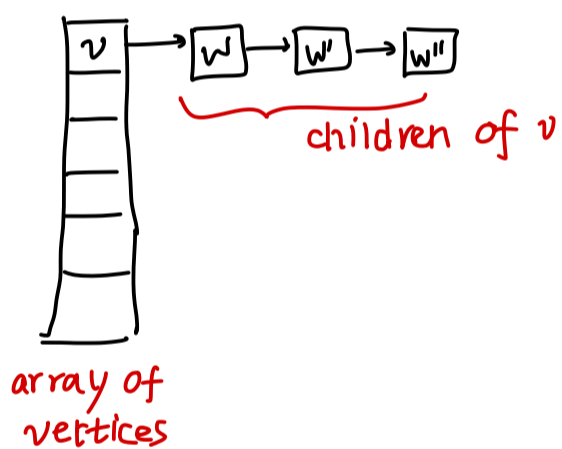 v w w' w''
children of v
array of
vertices